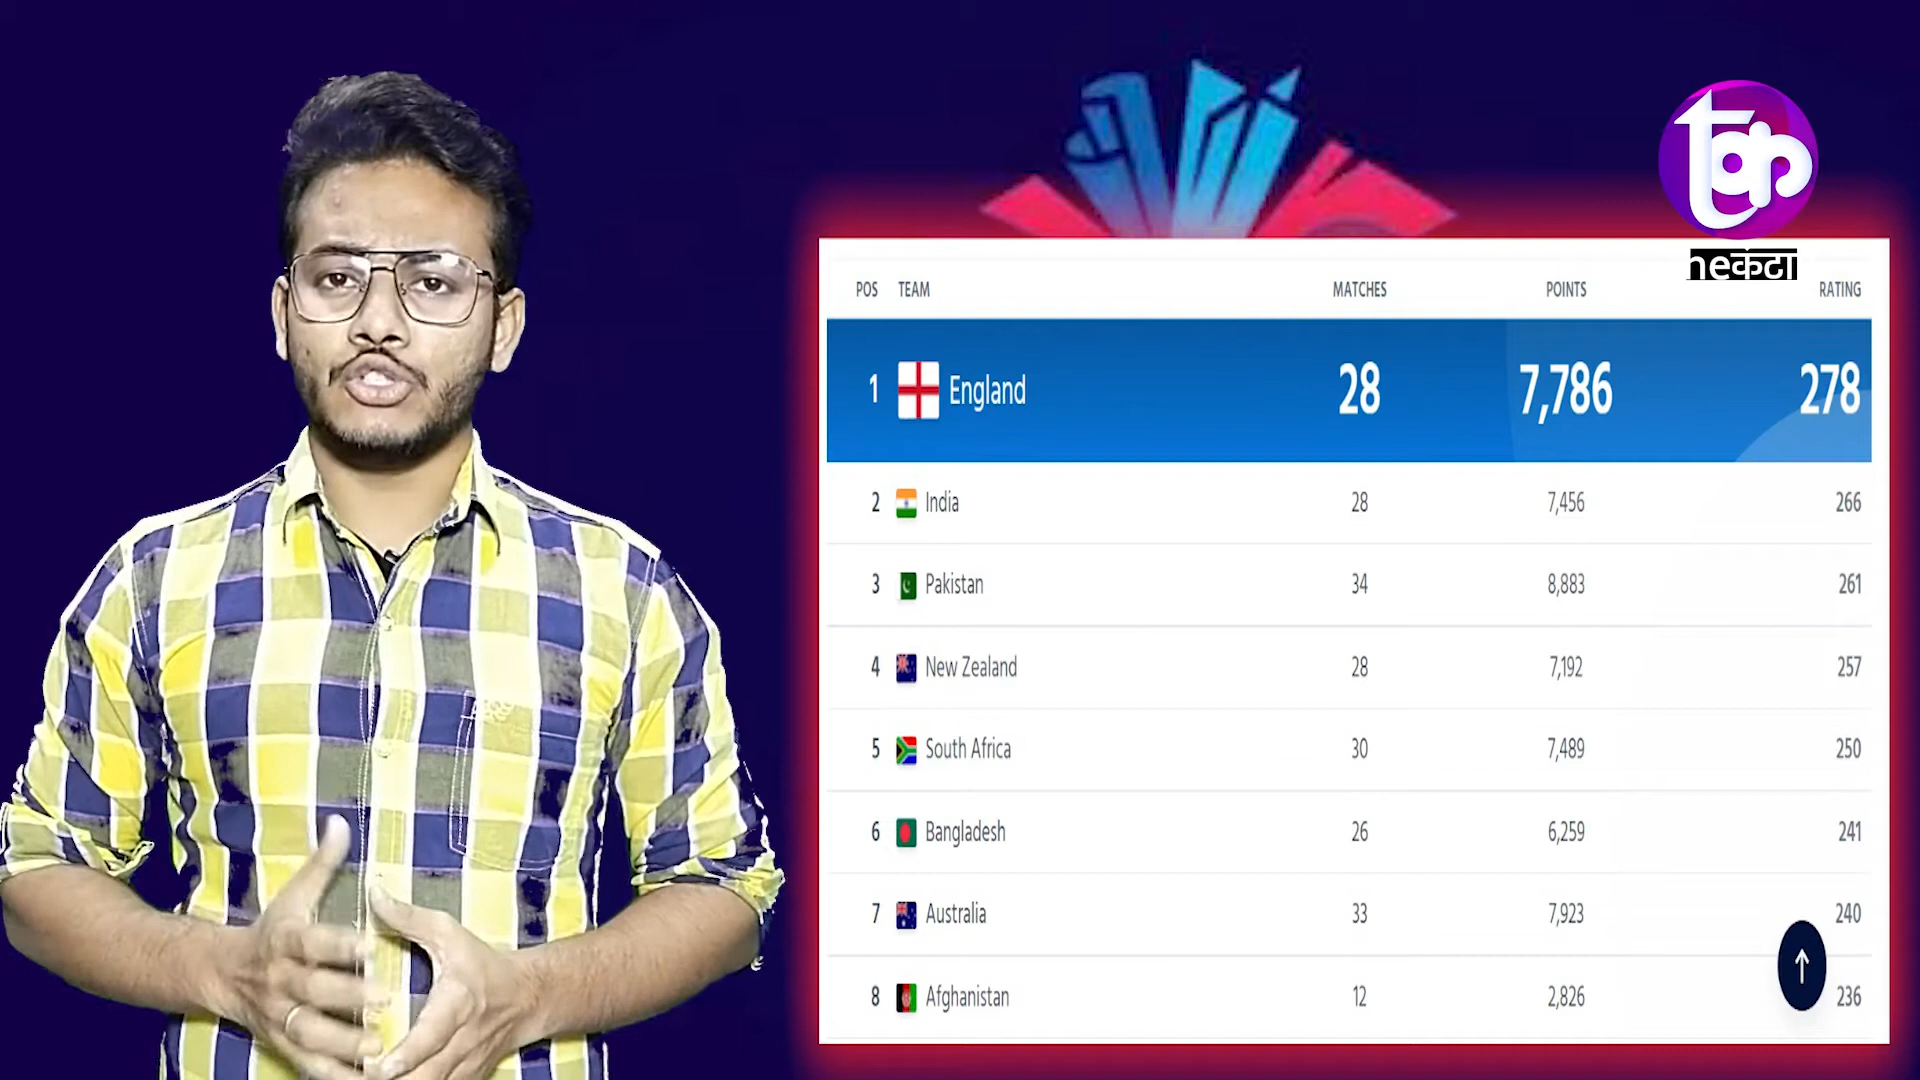 neकटा
POS TEAM MATCHES POINTS RATING
1 England 28 7,786 278
2 India 28 7,456 266
3 Pakistan 34 8,883 261
4 New Zealand 28 7,192 257
5 South Africa 30 7,489 250
6 Bangladesh 26 6,259 241
7 Australia 33 7,923 240
8 Afghanistan 12 2,826 236